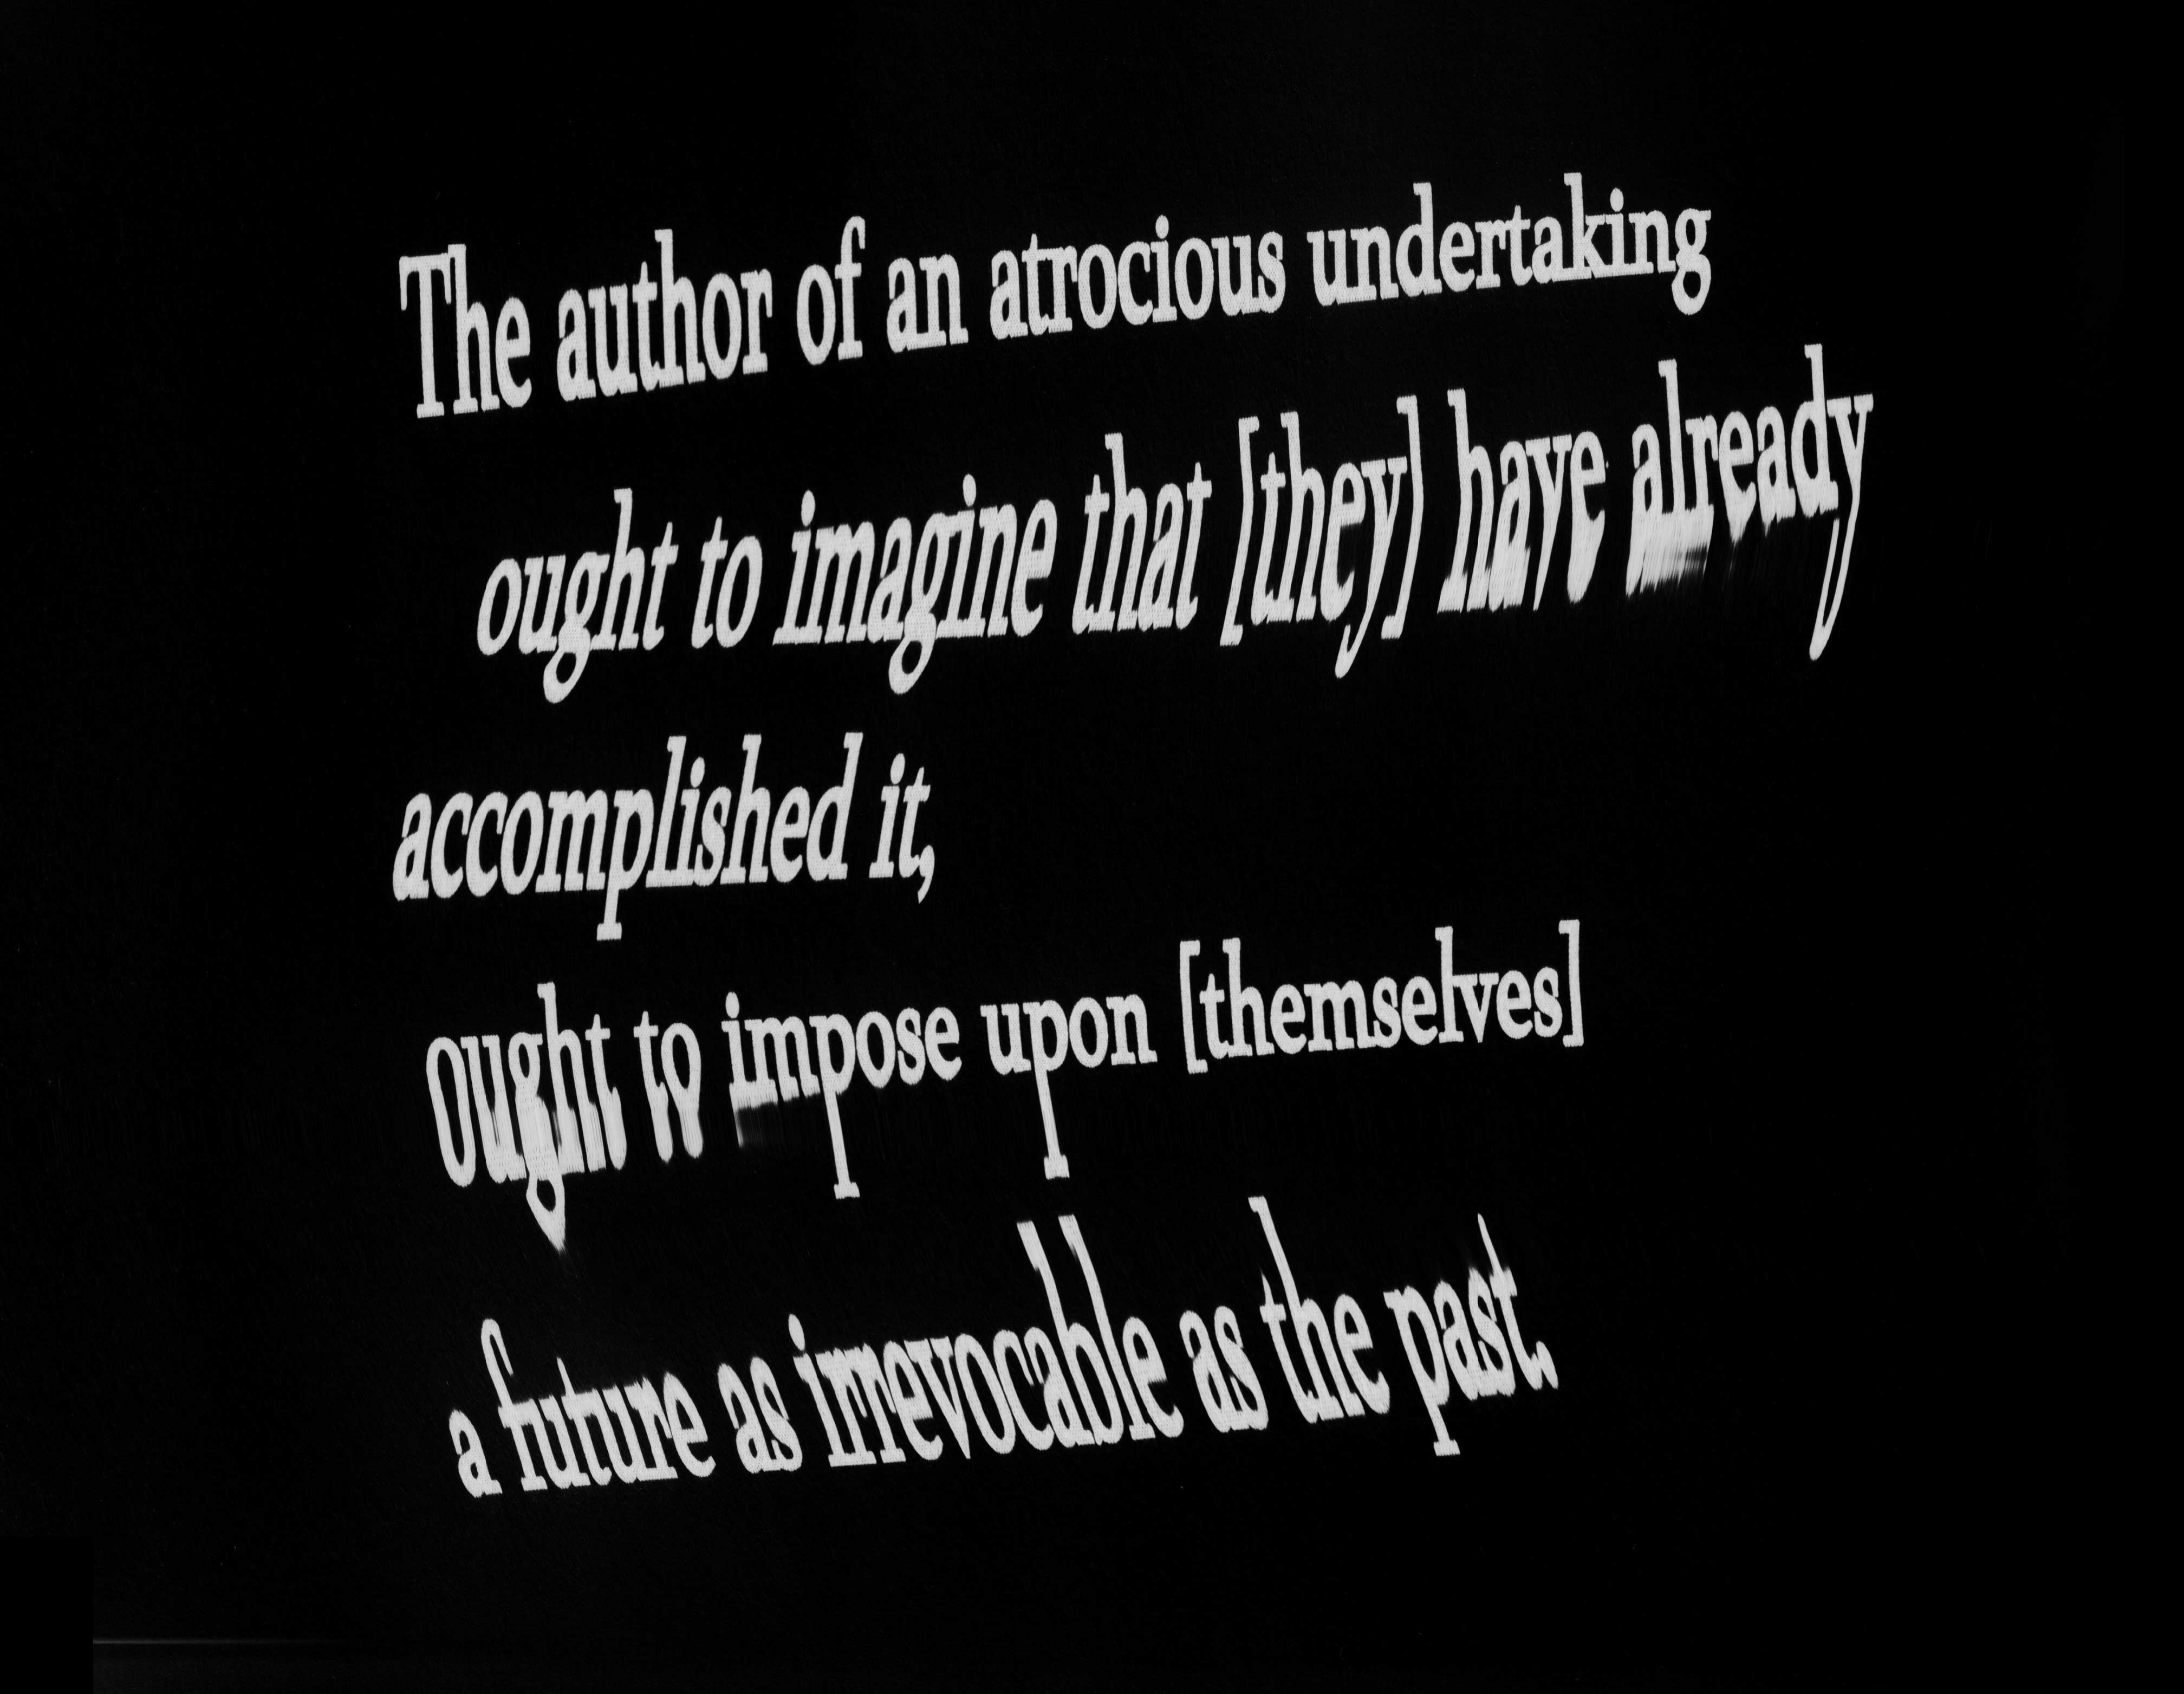 The author of an atrocious undertaking
ought to imagine that [they] have already
accomplished it,
ought to impose upon [themselves]
a future as irrevocable as the past.